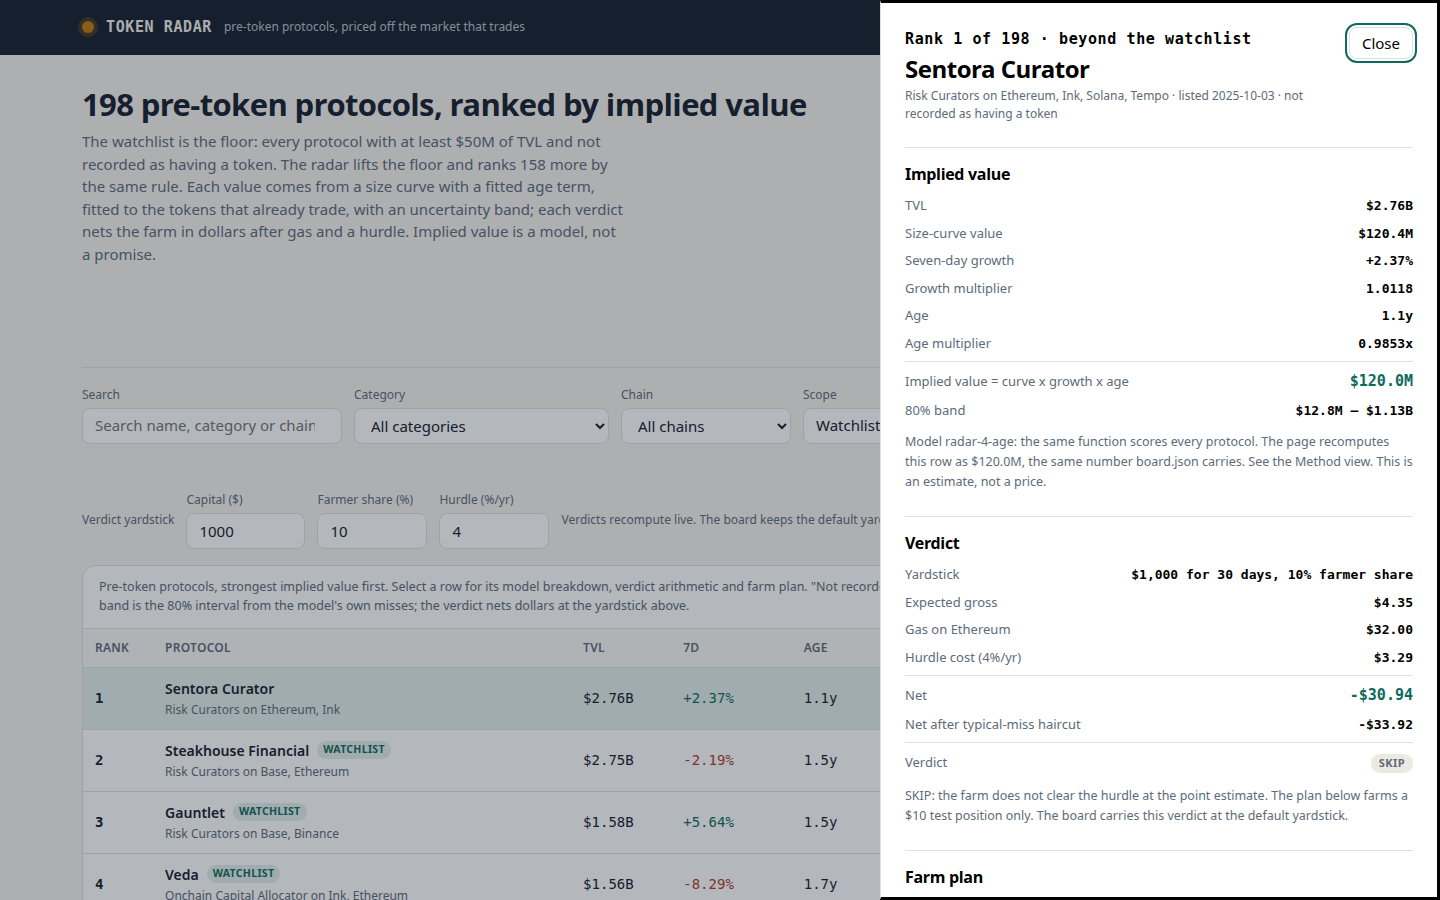 TOKEN RADAR pre-token protocols, priced off the market that trades
198 pre-token protocols, ranked by implied value
The watchlist is the floor: every protocol with at least $50M of TVL and not
recorded as having a token. The radar lifts the floor and ranks 158 more by
the same rule. Each value comes from a size curve with a fitted age term,
fitted to the tokens that already trade, with an uncertainty band; each verdict
nets the farm in dollars after gas and a hurdle. Implied value is a model, not
a promise.
Search Category Chain Scope
Search name, category or chain All categories All chains Watchlist
Capital ($) Farmer share (%) Hurdle (%/yr)
Verdict yardstick 1000 10 4 Verdicts recompute live. The board keeps the default yar
Pre-token protocols, strongest implied value first. Select a row for its model breakdown, verdict arithmetic and farm plan. "Not record
band is the 80% interval from the model's own misses; the verdict nets dollars at the yardstick above.
RANK PROTOCOL TVL 7D AGE
1 Sentora Curator $2.76B +2.37% 1.1y
Risk Curators on Ethereum, Ink
2 Steakhouse Financial WATCHLIST $2.75B -2.19% 1.5y
Risk Curators on Base, Ethereum
3 Gauntlet WATCHLIST $1.58B +5.64% 1.5y
Risk Curators on Base, Binance
4 Veda WATCHLIST $1.56B -8.29% 1.7y
Onchain Capital Allocator on Ink, Ethereum
Rank 1 of 198 · beyond the watchlist
Close
Sentora Curator
Risk Curators on Ethereum, Ink, Solana, Tempo · listed 2025-10-03 · not
recorded as having a token
Implied value
TVL $2.76B
Size-curve value $120.4M
Seven-day growth +2.37%
Growth multiplier 1.0118
Age 1.1y
Age multiplier 0.9853x
Implied value = curve x growth x age $120.0M
80% band $12.8M – $1.13B
Model radar-4-age: the same function scores every protocol. The page recomputes
this row as $120.0M, the same number board.json carries. See the Method view. This is
an estimate, not a price.
Verdict
Yardstick $1,000 for 30 days, 10% farmer share
Expected gross $4.35
Gas on Ethereum $32.00
Hurdle cost (4%/yr) $3.29
Net -$30.94
Net after typical-miss haircut -$33.92
Verdict SKIP
SKIP: the farm does not clear the hurdle at the point estimate. The plan below farms a
$10 test position only. The board carries this verdict at the default yardstick.
Farm plan